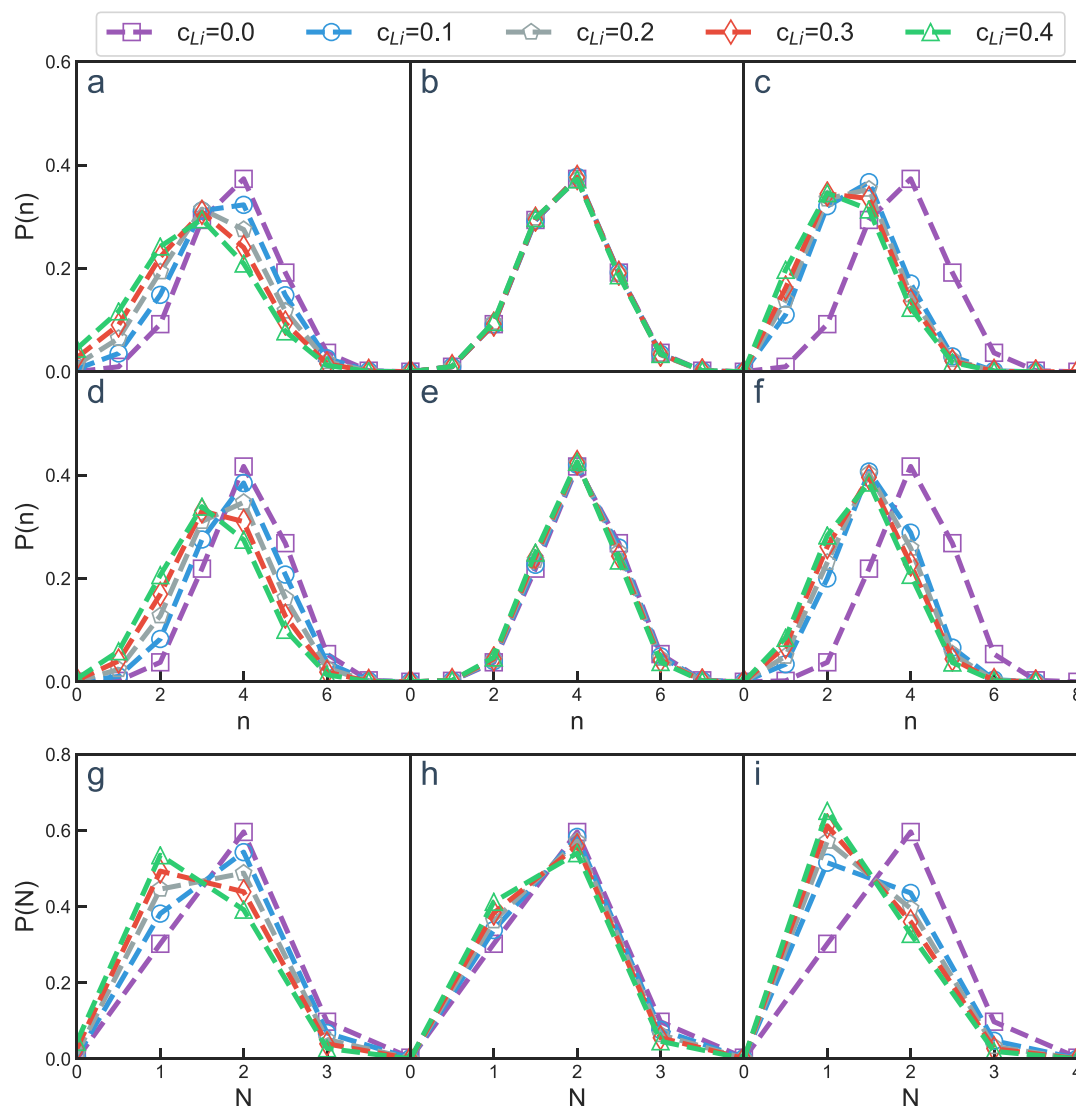 c_Li=0.0 c_Li=0.1 c_Li=0.2 c_Li=0.3 c_Li=0.4
0.6 a b c
0.4
P(n)
0.2
0.0
d e f
0.4
P(n)
0.2
0.0
0 2 4 6 0 2 4 6 0 2 4 6 8
n n n
0.8 g h i
0.6
P(N)
0.4
0.2
0.0
0 1 2 3 0 1 2 3 0 1 2 3 4
N N N